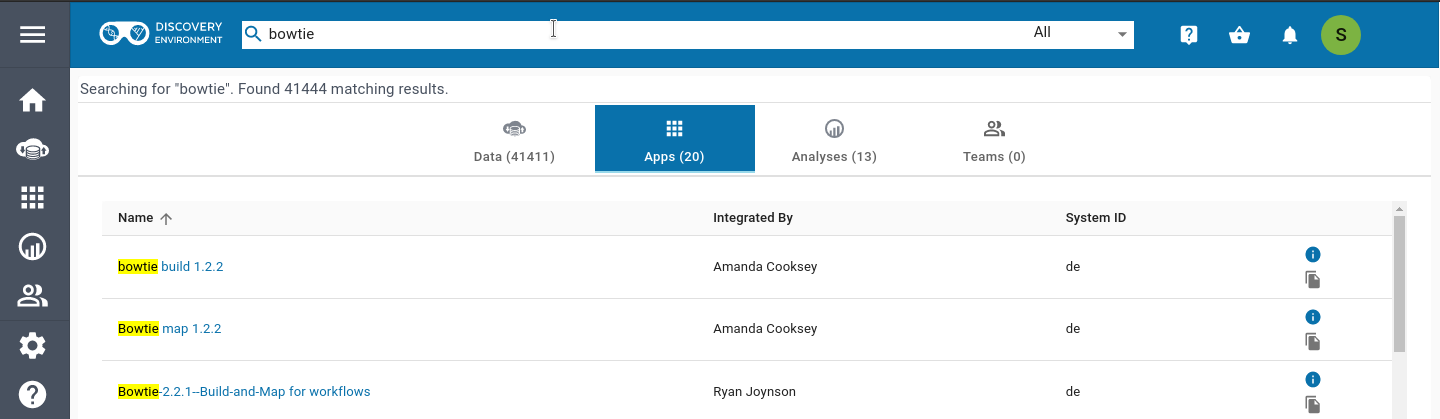 DISCOVERY
ENVIRONMENT
bowtie
All
S
Searching for "bowtie". Found 41444 matching results.
Data (41411)
Apps (20)
Analyses (13)
Teams (0)
Name
Integrated By
System ID
bowtie build 1.2.2
Amanda Cooksey
de
Bowtie map 1.2.2
Amanda Cooksey
de
Bowtie-2.2.1--Build-and-Map for workflows
Ryan Joynson
de